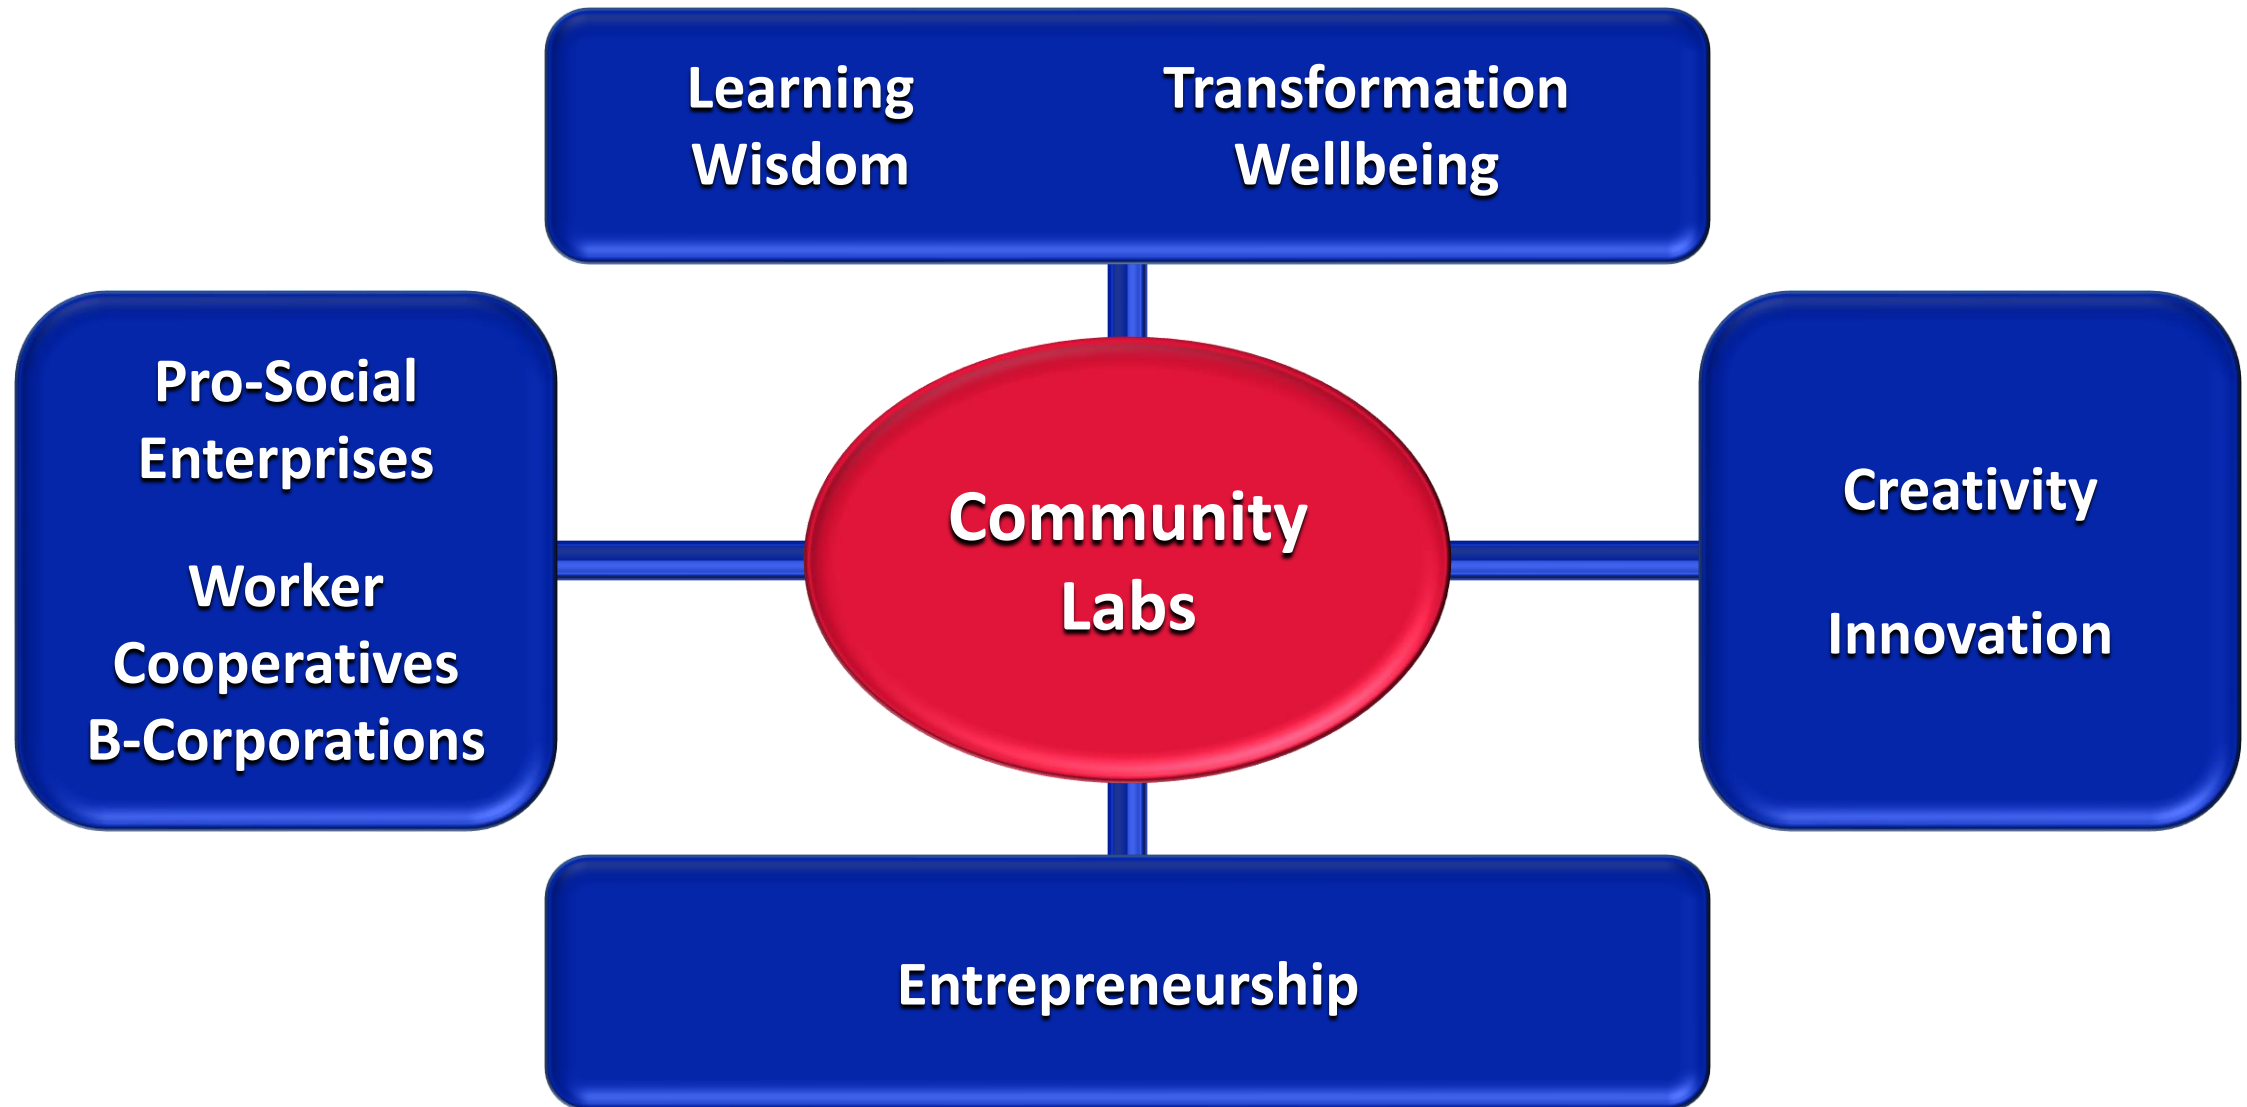 Learning
Wisdom
Transformation
Wellbeing
Pro-Social
Enterprises
Worker
Cooperatives
B-Corporations
Community
Labs
Creativity
Innovation
Entrepreneurship